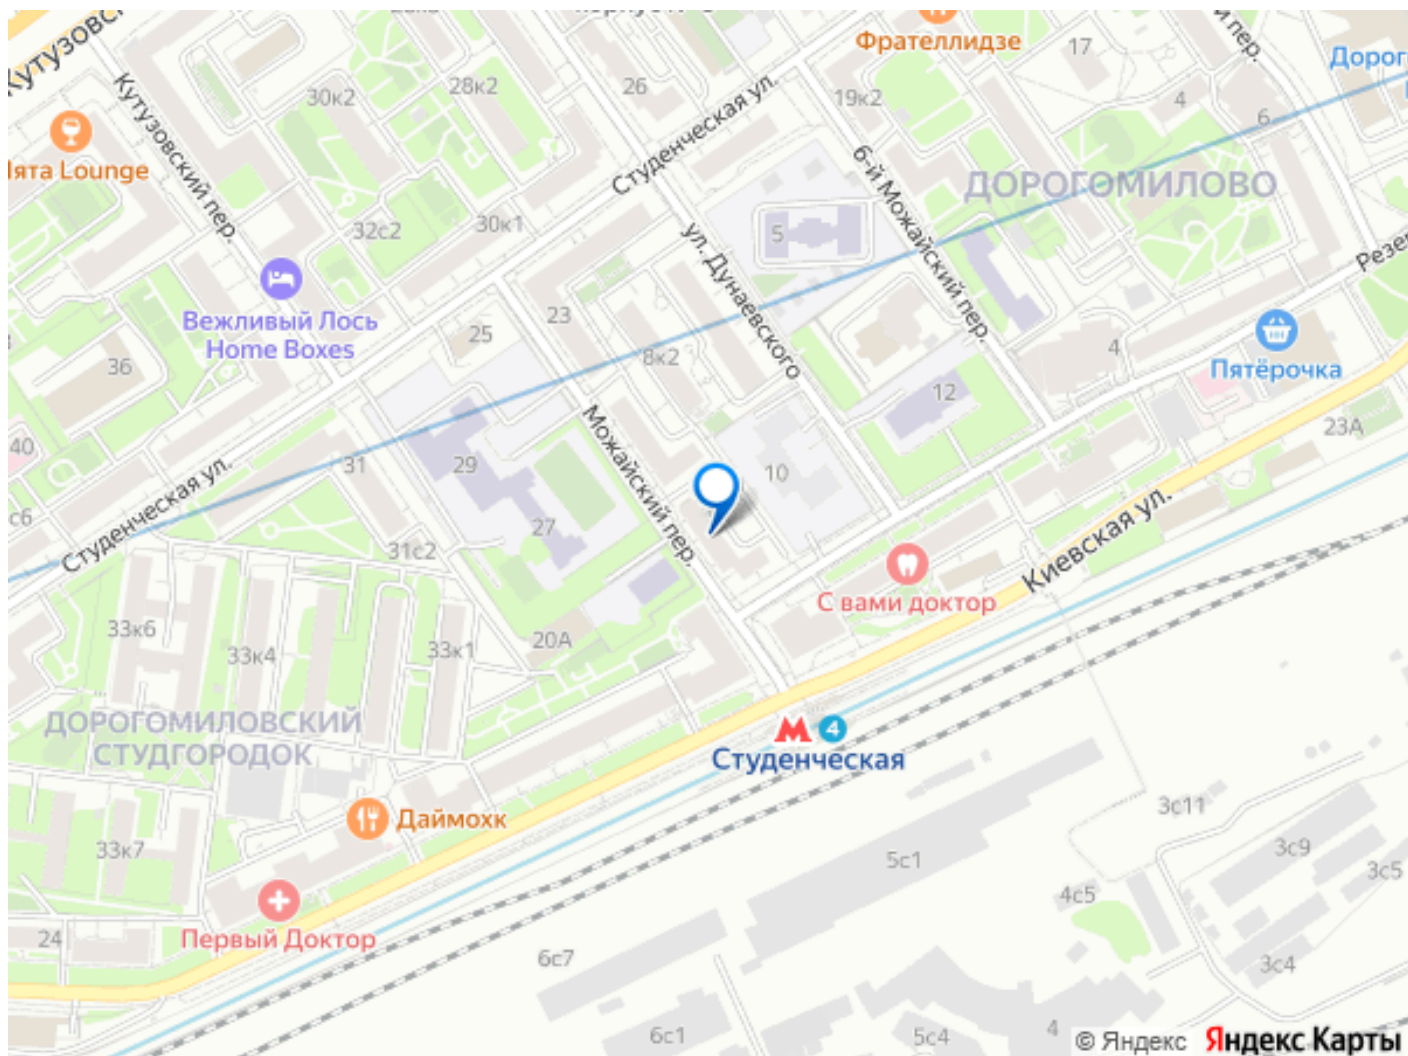 Кутузовс
28к2
30к2
26
Фрателлидзе
17
й пер.
Дорог
Кутузовский пер.
19к2
4
6
Студенческая ул.
Мята Lounge
6-й Можайский пер.
ДОРОГОМИЛОВО
32с2
30к1
5
ул. Дунаевского
Резе
Вежливый Лось
Home Boxes
25
23
8к2
4
Пятёрочка
36
12
23А
40
31
29
Можайский пер.
10
Студенческая ул.
с6
27
31с2
Киевская ул.
С вами доктор
33к6
33к4
33к1
20А
ДОРОГОМИЛОВСКИЙ
СТУДГОРОДОК
4
Студенческая
Даймохк
3с11
33к7
5с1
3с9
3с5
4с5
24
Первый Доктор
6с7
3с4
6с1
5с4
4
© Яндекс Яндекс Карты